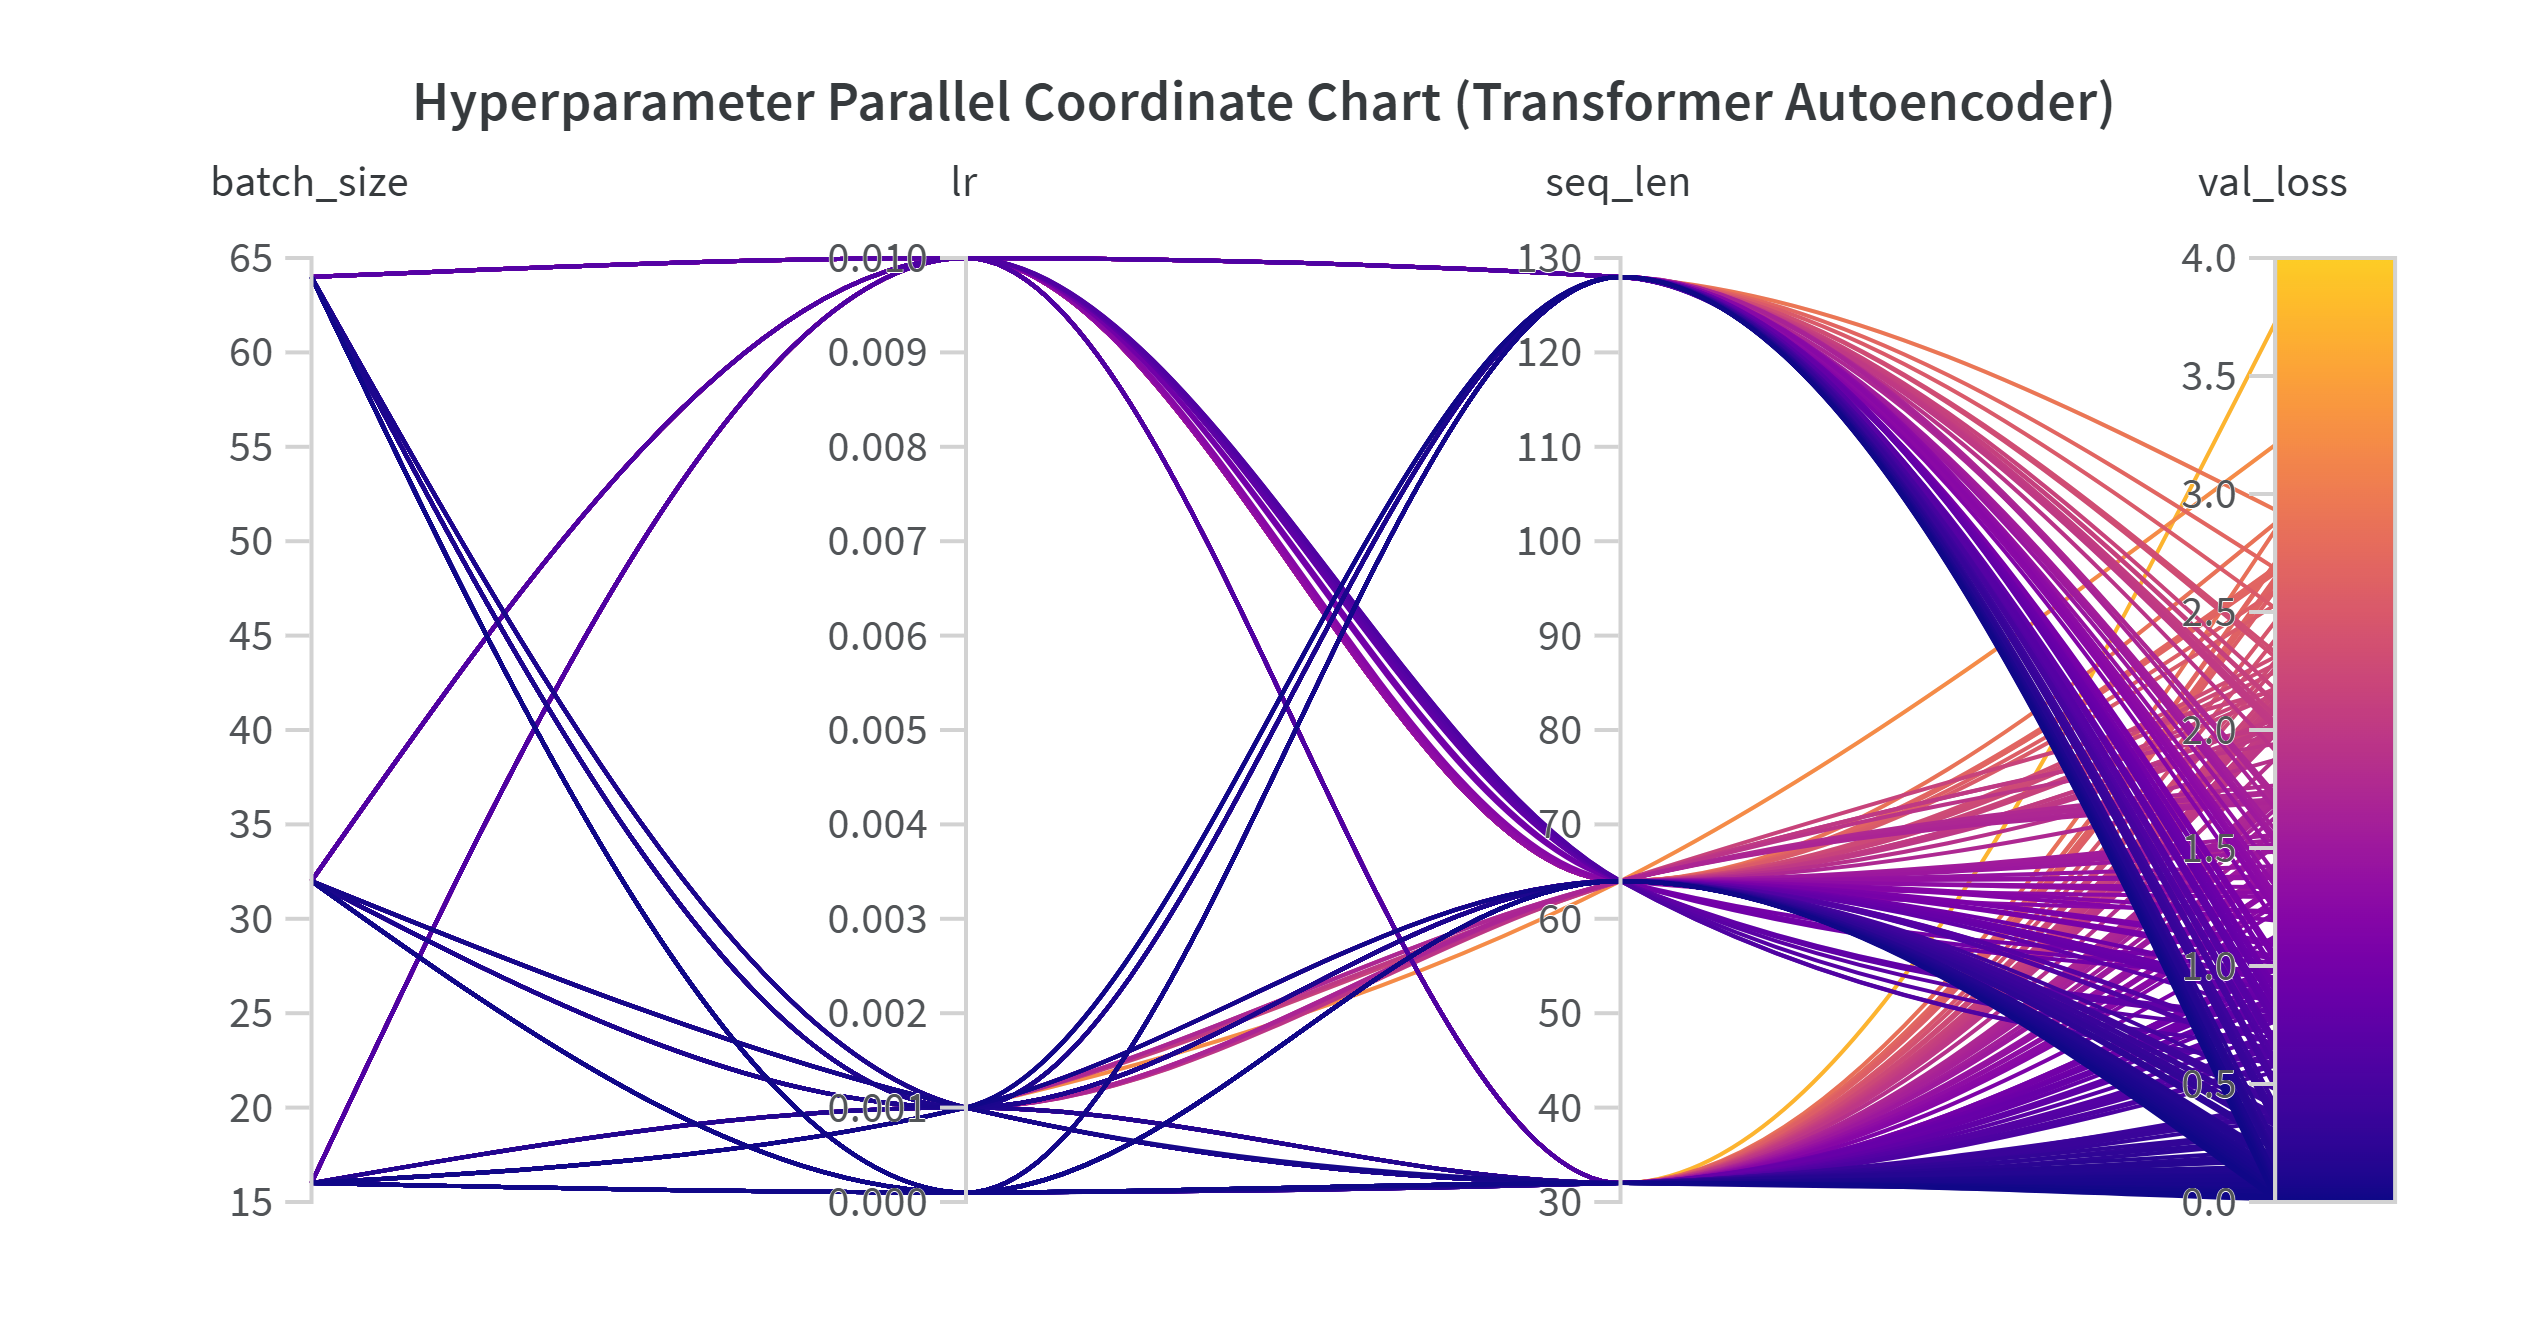 Hyperparameter Parallel Coordinate Chart (Transformer Autoencoder)
batch_size lr seq_len val_loss
65 0.010 130 4.0
60 0.009 120 3.5
55 0.008 110 3.0
50 0.007 100 2.5
45 0.006 90 2.0
40 0.005 80 1.5
35 0.004 70 1.0
30 0.003 60 0.5
25 0.002 50 0.0
20 0.001 40
15 0.000 30